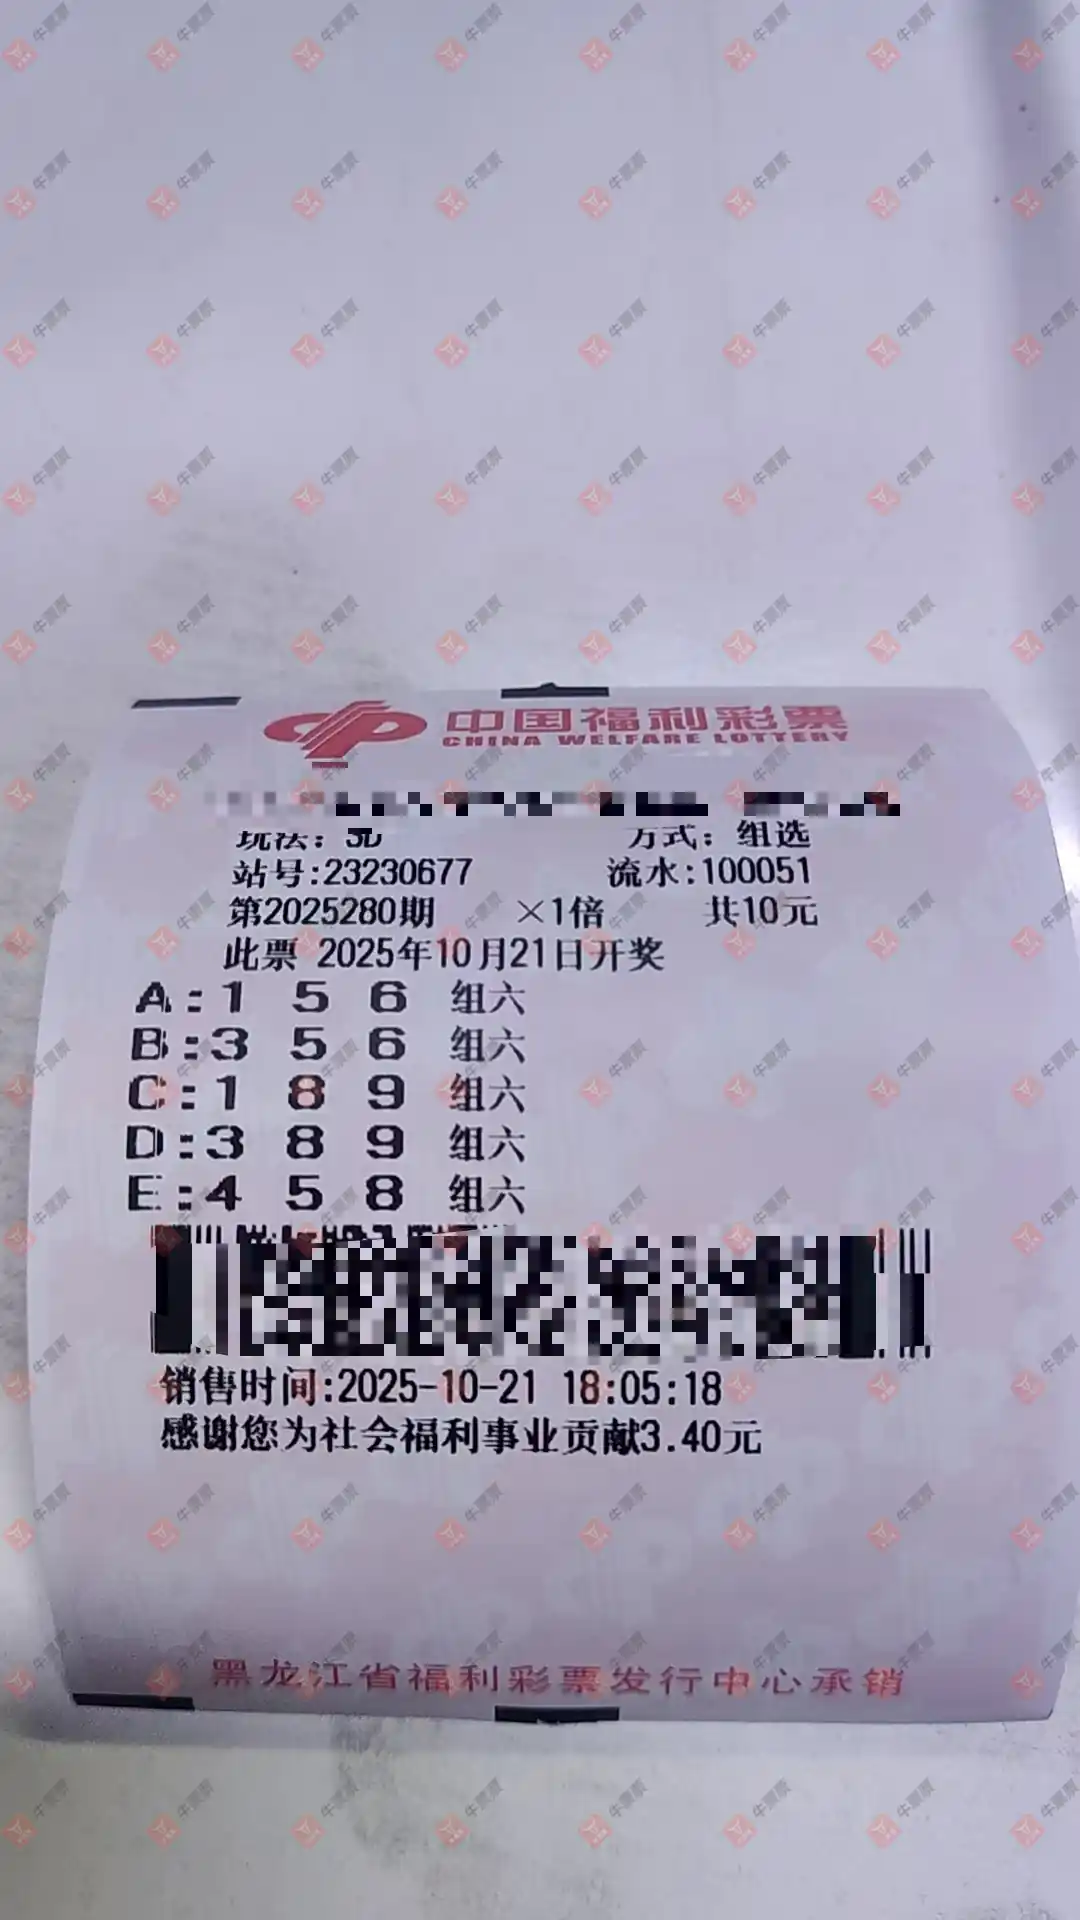 中国福利彩票
CHINA WELFARE LOTTERY
玩法：3D 方式：组选
站号:23230677 流水:100051
第2025280期 ×1倍 共10元
此票 2025年10月21日开奖
A:1 5 6 组六
B:3 5 6 组六
C:1 8 9 组六
D:3 8 9 组六
E:4 5 8 组六
销售时间:2025-10-21 18:05:18
感谢您为社会福利事业贡献3.40元
黑龙江省福利彩票发行中心承销
牛票票